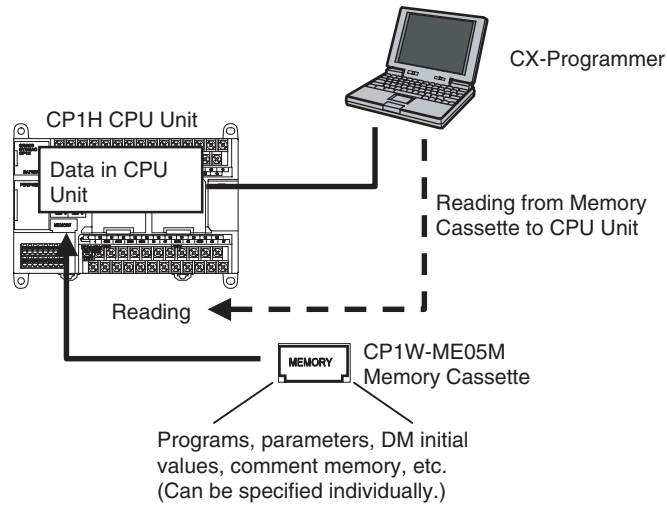 CX-Programmer
CP1H CPU Unit
Data in CPU
Unit
MEMORY
Reading from Memory
Cassette to CPU Unit
Reading
MEMORY
CP1W-ME05M
Memory Cassette
Programs, parameters, DM initial
values, comment memory, etc.
(Can be specified individually.)